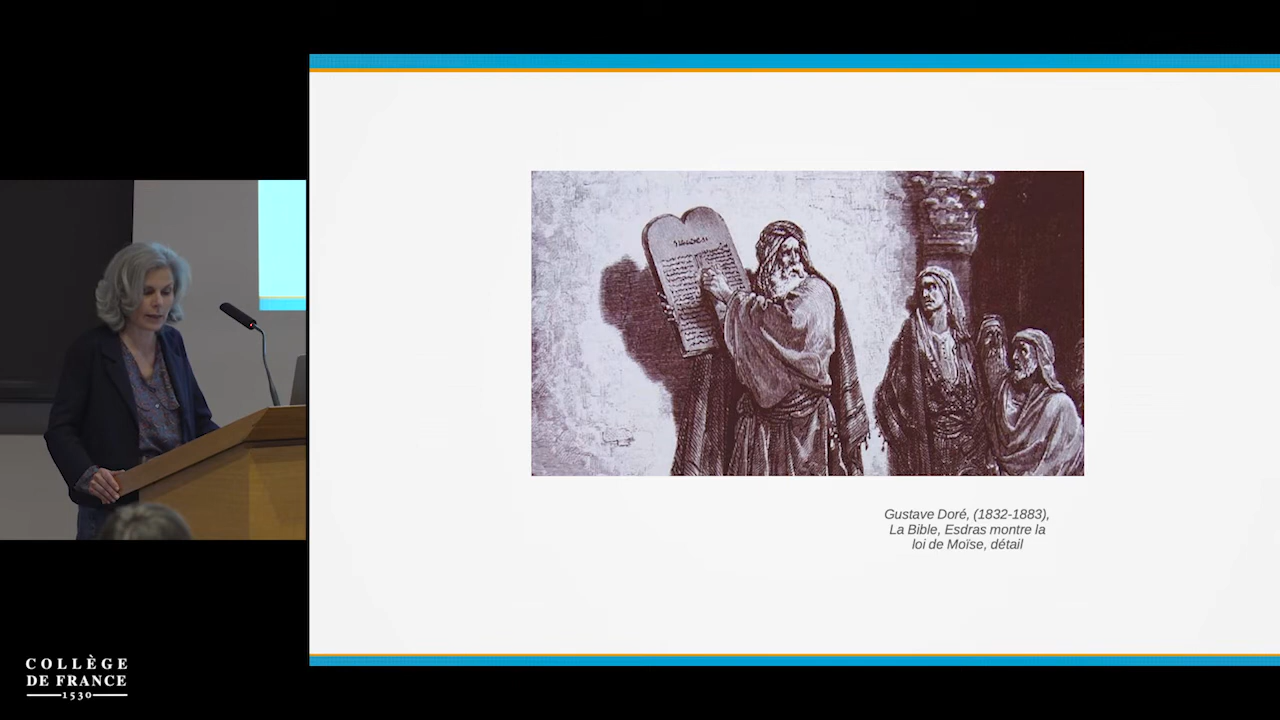 Gustave Doré, (1832-1883),
La Bible, Esdras montre la
loi de Moïse, détail
COLLÈGE
DE FRANCE
1530